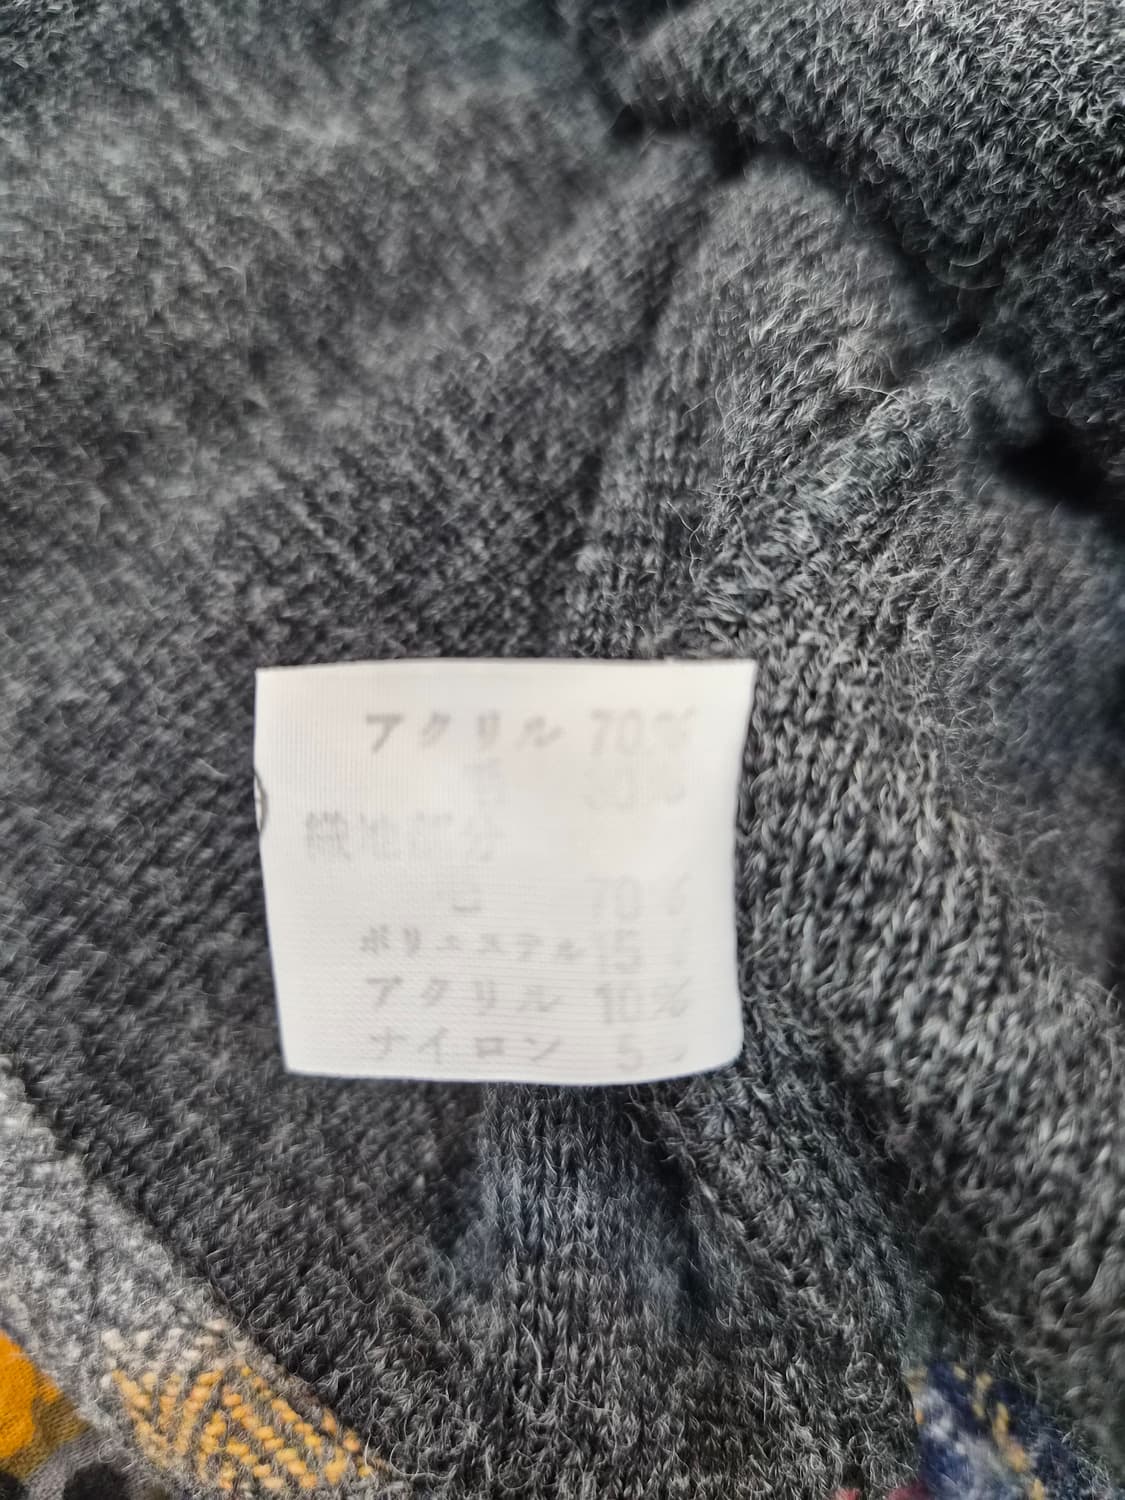 アクリル 70%
30%
織地部分
70%
ポリエステル 15
アクリル 10%
ナイロン 5